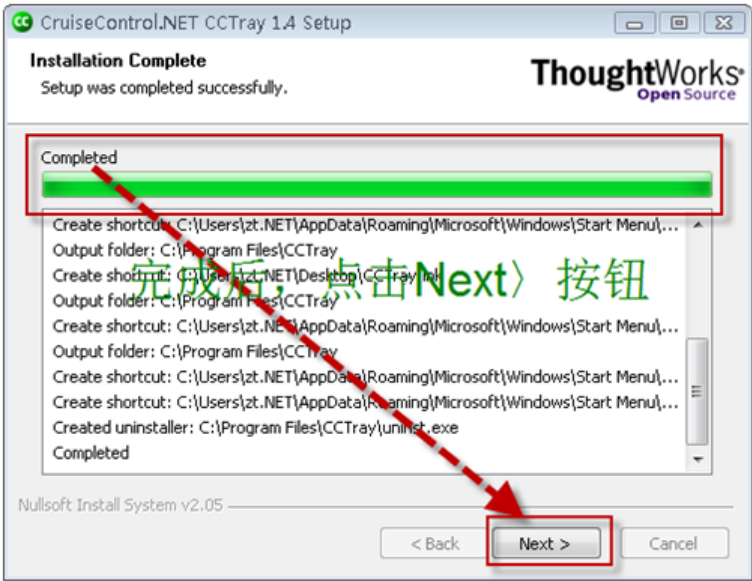 CruiseControl.NET CCTray 1.4 Setup
Installation Complete
Setup was completed successfully.
ThoughtWorks
Open Source
Completed
Create shortcut: C:\Users\zt.NET\AppData\Roaming\Microsoft\Windows\Start Menu\...
Output folder: C:\Program Files\CCTray
Create shortcut: C:\Users\zt.NET\Desktop\CCTray.lnk
完成后，点击Next〉按钮
Output folder: C:\Program Files\CCTray
Create shortcut: C:\Users\zt.NET\AppData\Roaming\Microsoft\Windows\Start Menu\...
Output folder: C:\Program Files\CCTray
Create shortcut: C:\Users\zt.NET\AppData\Roaming\Microsoft\Windows\Start Menu\...
Create shortcut: C:\Users\zt.NET\AppData\Roaming\Microsoft\Windows\Start Menu\...
Created uninstaller: C:\Program Files\CCTray\uninst.exe
Completed
Nullsoft Install System v2.05
< Back Next > Cancel